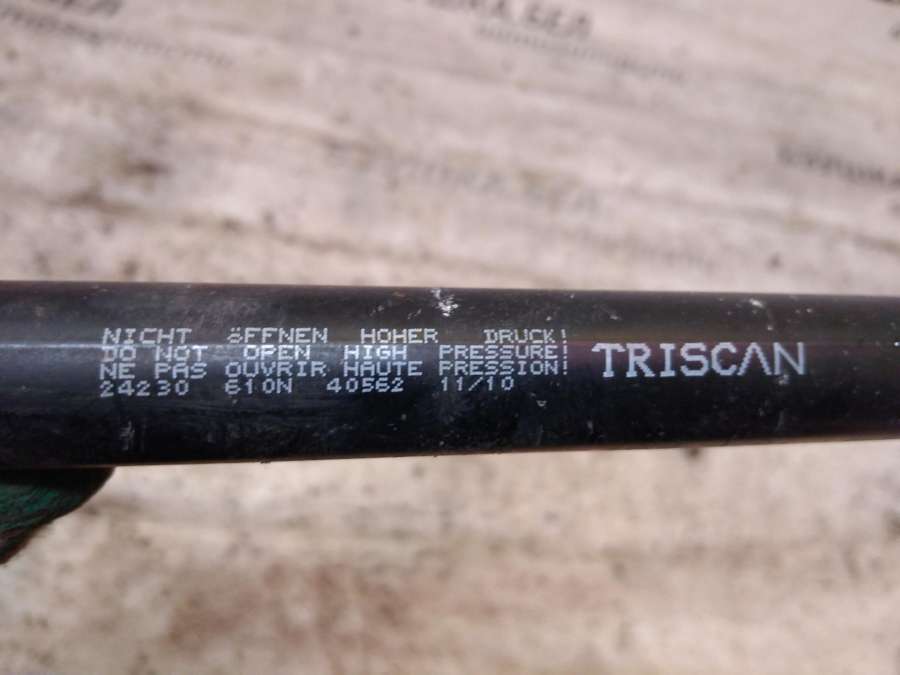 NICHT öFFNEN HOHER DRUCK!
DO NOT OPEN HIGH PRESSURE!
NE PAS OUVRIR HAUTE PRESSION!
24230 610N 40562 11/10
TRISCAN